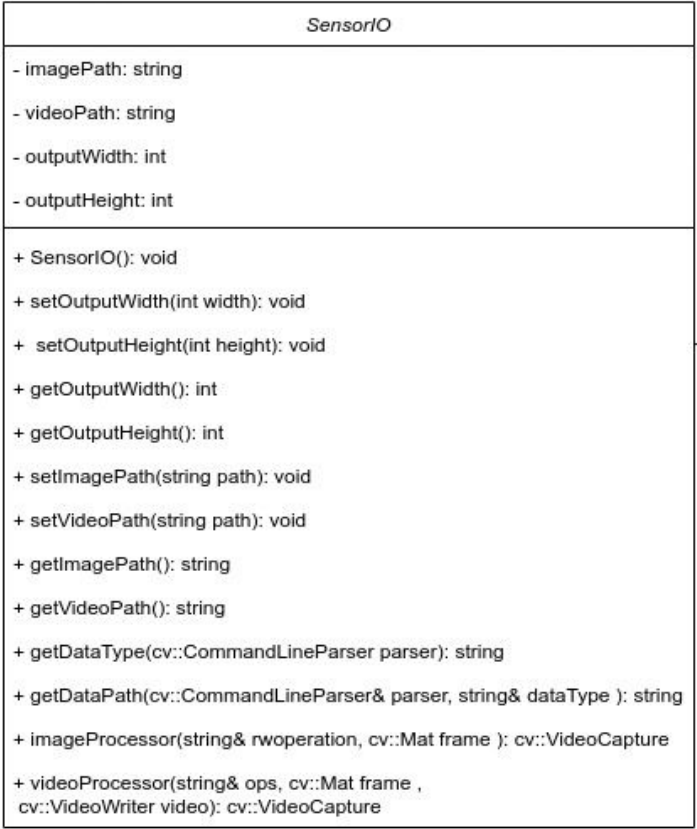 SensorIO
- imagePath: string
- videoPath: string
- outputWidth: int
- outputHeight: int
+ SensorIO(): void
+ setOutputWidth(int width): void
+  setOutputHeight(int height): void
+ getOutputWidth(): int
+ getOutputHeight(): int
+ setImagePath(string path): void
+ setVideoPath(string path): void
+ getImagePath(): string
+ getVideoPath(): string
+ getDataType(cv::CommandLineParser parser): string
+ getDataPath(cv::CommandLineParser& parser, string& dataType ): string
+ imageProcessor(string& rwoperation, cv::Mat frame ): cv::VideoCapture
+ videoProcessor(string& ops, cv::Mat frame ,
cv::VideoWriter video): cv::VideoCapture